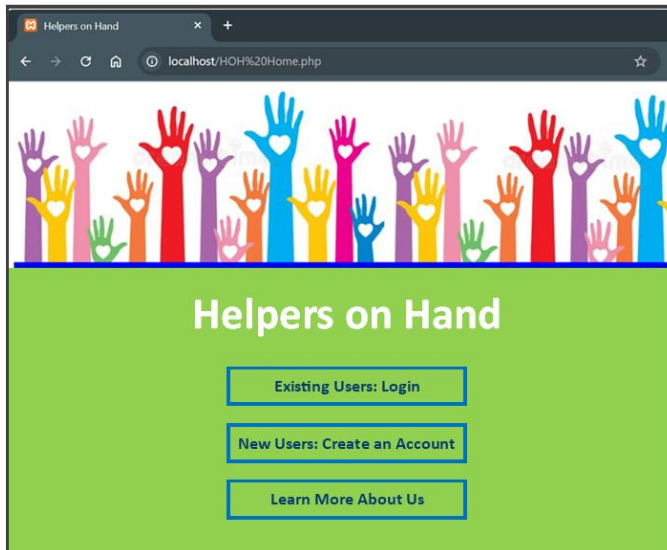 Helpers on Hand
localhost/HOH%20Home.php
Helpers on Hand
Existing Users: Login
New Users: Create an Account
Learn More About Us